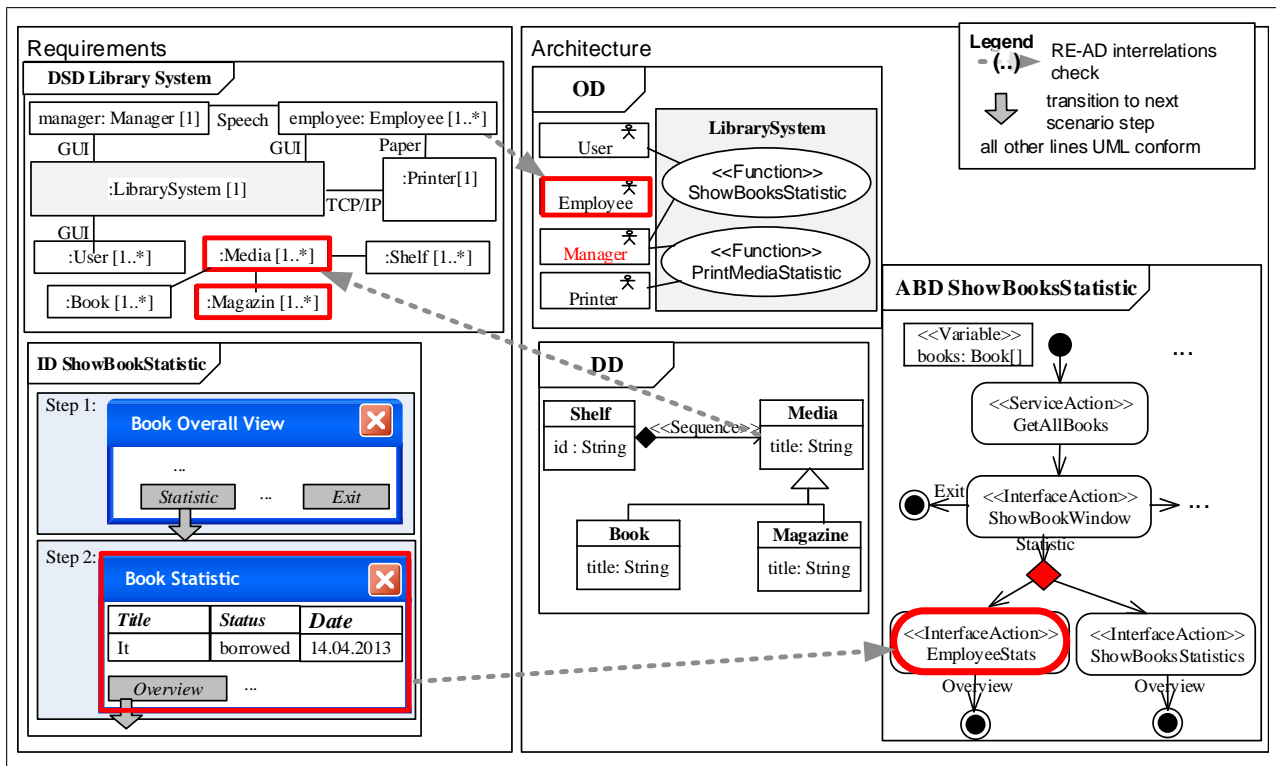 Requirements
DSD Library System
manager: Manager [1]
Speech
employee: Employee [1..*]
GUI
GUI
Paper
:LibrarySystem [1]
TCP/IP
:Printer[1]
GUI
:User [1..*]
:Media [1..*]
:Shelf [1..*]
:Book [1..*]
:Magazin [1..*]
ID ShowBookStatistic
Step 1:
Book Overall View
...
Statistic
...
Exit
Step 2:
Book Statistic
Title Status Date
It borrowed 14.04.2013
Overview
...
Architecture
OD
User
Employee
Manager
Printer
LibrarySystem
<<Function>>
ShowBooksStatistic
<<Function>>
PrintMediaStatistic
Legend
(..)
RE-AD interrelations
check
transition to next
scenario step
all other lines UML conform
DD
Shelf
id : String
<<Sequence>>
Media
title: String
Book
title: String
Magazine
title: String
ABD ShowBooksStatistic
<<Variable>>
books: Book[]
...
<<ServiceAction>>
GetAllBooks
Exit
<<InterfaceAction>>
ShowBookWindow
...
Statistic
<<InterfaceAction>>
EmployeeStats
<<InterfaceAction>>
ShowBooksStatistics
Overview
Overview